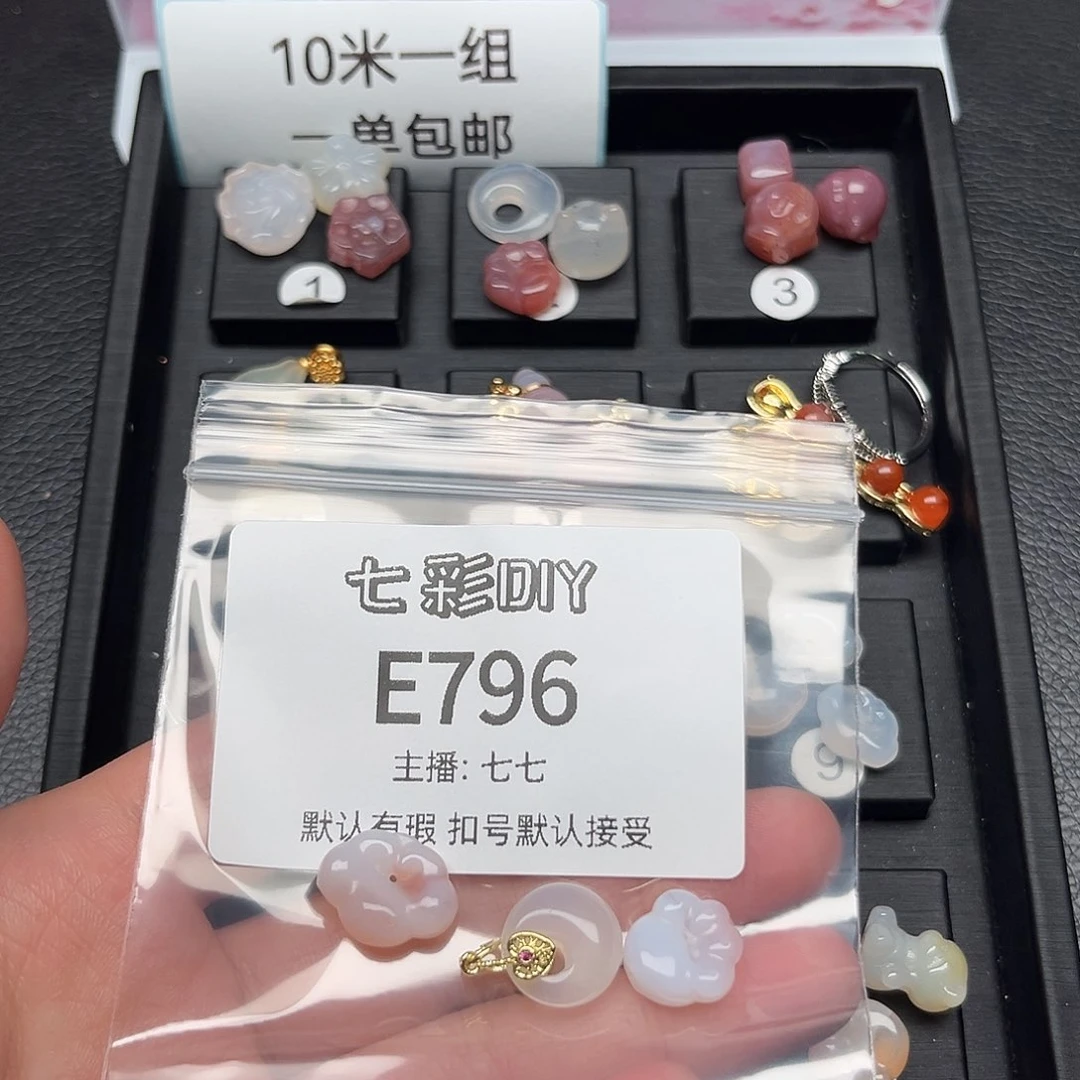 10米一组
一单包邮
1
3
七彩DIY
E796
主播: 七七
默认有瑕 扣号默认接受
9